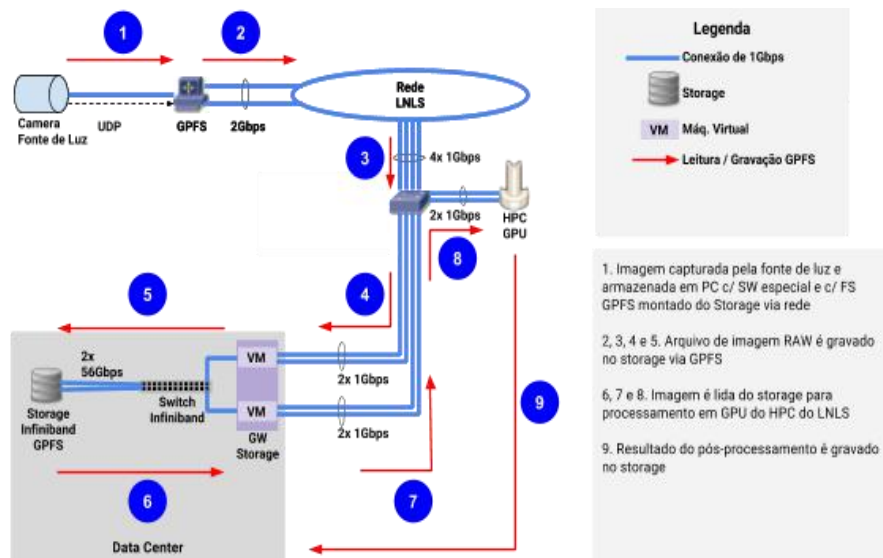 1
2
Camera
Fonte de Luz
UDP
GPFS
2Gbps
Rede
LNLS
3
4x 1Gbps
2x 1Gbps
HPC
GPU
8
4
5
9
2x
56Gbps
VM
VM
2x 1Gbps
2x 1Gbps
Storage
Infiniband
GPFS
Switch
Infiniband
GW
Storage
6
7
Data Center
Legenda
Conexão de 1Gbps
Storage
VM
Máq. Virtual
Leitura / Gravação GPFS
1. Imagem capturada pela fonte de luz e
armazenada em PC c/ SW especial e c/ FS
GPFS montado do Storage via rede
2, 3, 4 e 5. Arquivo de imagem RAW é gravado
no storage via GPFS
6, 7 e 8. Imagem é lida do storage para
processamento em GPU do HPC do LNLS
9. Resultado do pós-processamento é gravado
no storage